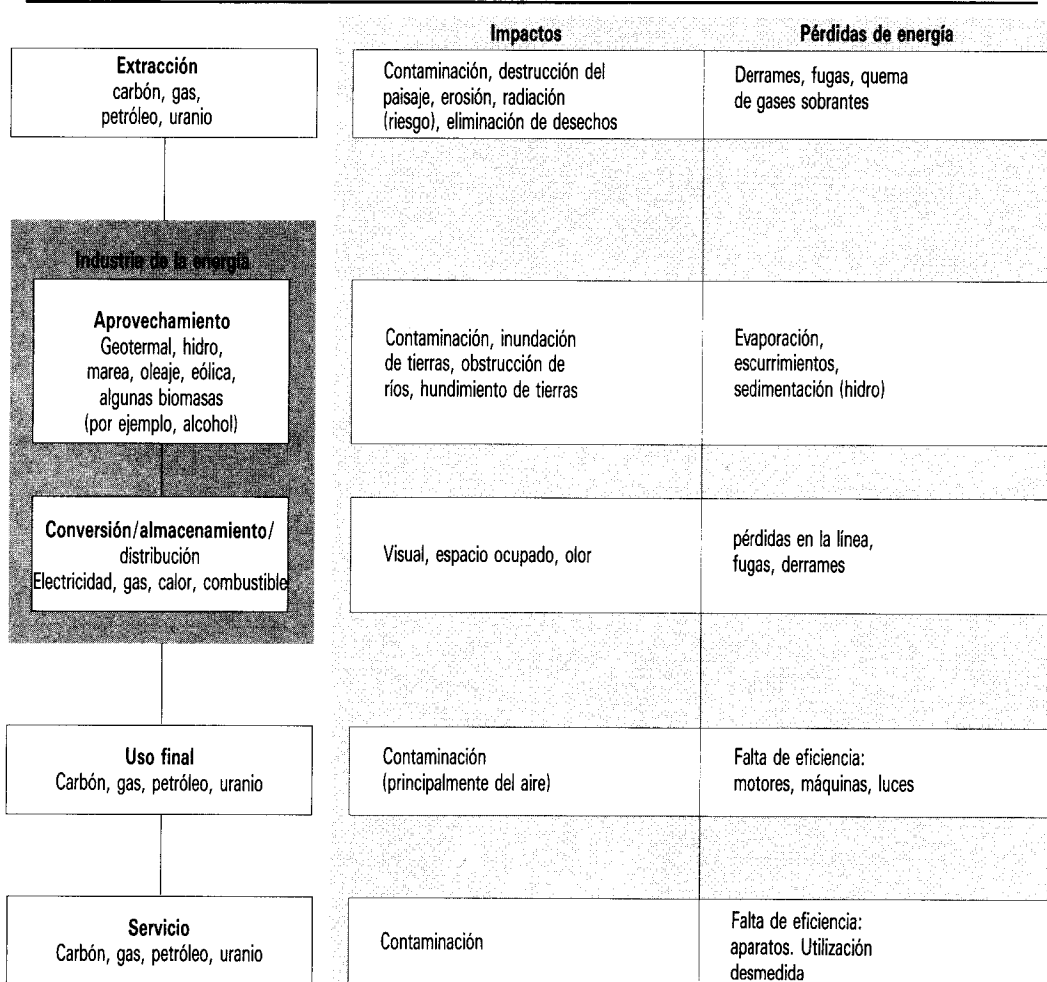 Impactos
Pérdidas de energía
Extracción
carbón, gas,
petróleo, uranio
Contaminación, destrucción del
paisaje, erosión, radiación
(riesgo), eliminación de desechos
Derrames, fugas, quema
de gases sobrantes
Industria de la energía
Aprovechamiento
Geotermal, hidro,
marea, oleaje, eólica,
algunas biomasas
(por ejemplo, alcohol)
Contaminación, inundación
de tierras, obstrucción de
ríos, hundimiento de tierras
Evaporación,
escurrimientos,
sedimentación (hidro)
Conversión/almacenamiento/
distribución
Electricidad, gas, calor, combustible
Visual, espacio ocupado, olor
pérdidas en la línea,
fugas, derrames
Uso final
Carbón, gas, petróleo, uranio
Contaminación
(principalmente del aire)
Falta de eficiencia:
motores, máquinas, luces
Servicio
Carbón, gas, petróleo, uranio
Contaminación
Falta de eficiencia:
aparatos. Utilización
desmedida